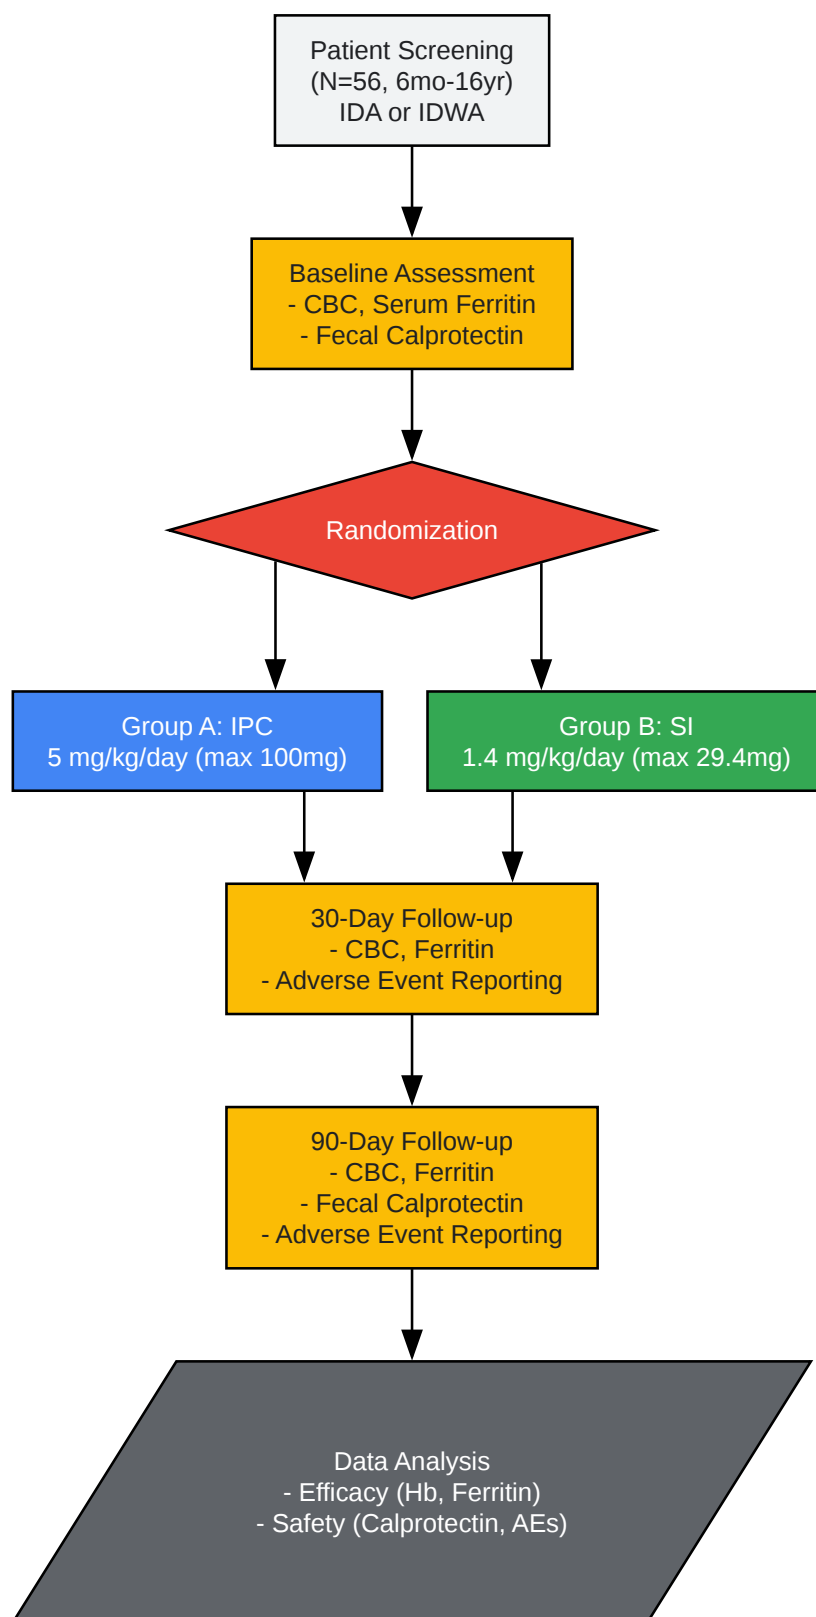 Patient Screening
(N=56, 6mo-16yr)
IDA or IDWA
Baseline Assessment
- CBC, Serum Ferritin
- Fecal Calprotectin
Randomization
Group A: IPC
5 mg/kg/day (max 100mg)
Group B: SI
1.4 mg/kg/day (max 29.4mg)
30-Day Follow-up
- CBC, Ferritin
- Adverse Event Reporting
90-Day Follow-up
- CBC, Ferritin
- Fecal Calprotectin
- Adverse Event Reporting
Data Analysis
- Efficacy (Hb, Ferritin)
- Safety (Calprotectin, AEs)